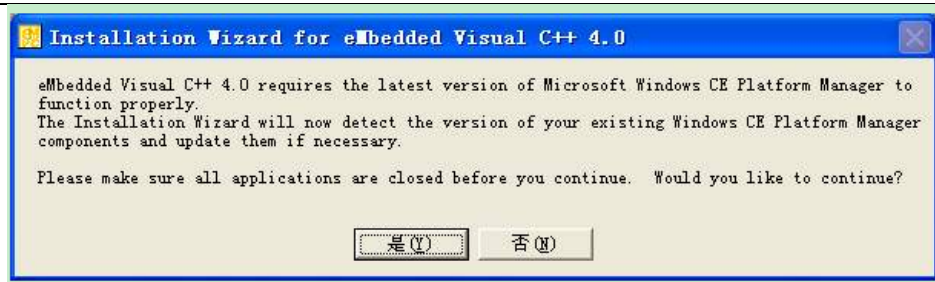 Installation Wizard for eMbedded Visual C++ 4.0
eMbedded Visual C++ 4.0 requires the latest version of Microsoft Windows CE Platform Manager to
function properly.
The Installation Wizard will now detect the version of your existing Windows CE Platform Manager
components and update them if necessary.
Please make sure all applications are closed before you continue. Would you like to continue?
是(Y)
否(N)